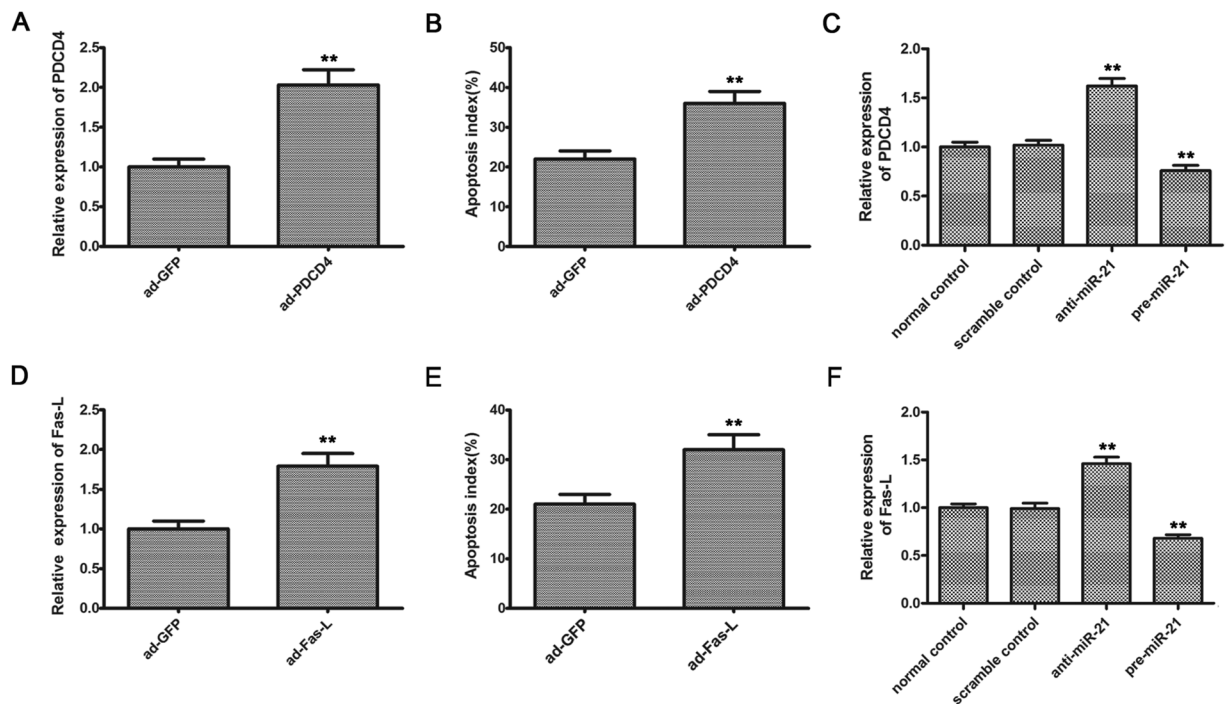 A
Relative expression of PDCD4
2.5
2.0
1.5
1.0
0.5
0.0
**
ad-GFP
ad-PDCD4
B
Apoptosis index(%)
50
40
30
20
10
0
**
ad-GFP
ad-PDCD4
C
Relative expression
of PDCD4
2.0
1.5
1.0
0.5
0.0
**
**
normal control
scramble control
anti-miR-21
pre-miR-21
D
Relative expression of Fas-L
2.5
2.0
1.5
1.0
0.5
0.0
**
ad-GFP
ad-Fas-L
E
Apoptosis index(%)
40
30
20
10
0
**
ad-GFP
ad-Fas-L
F
Relative expression
of Fas-L
2.0
1.5
1.0
0.5
0.0
**
**
normal control
scramble control
anti-miR-21
pre-miR-21